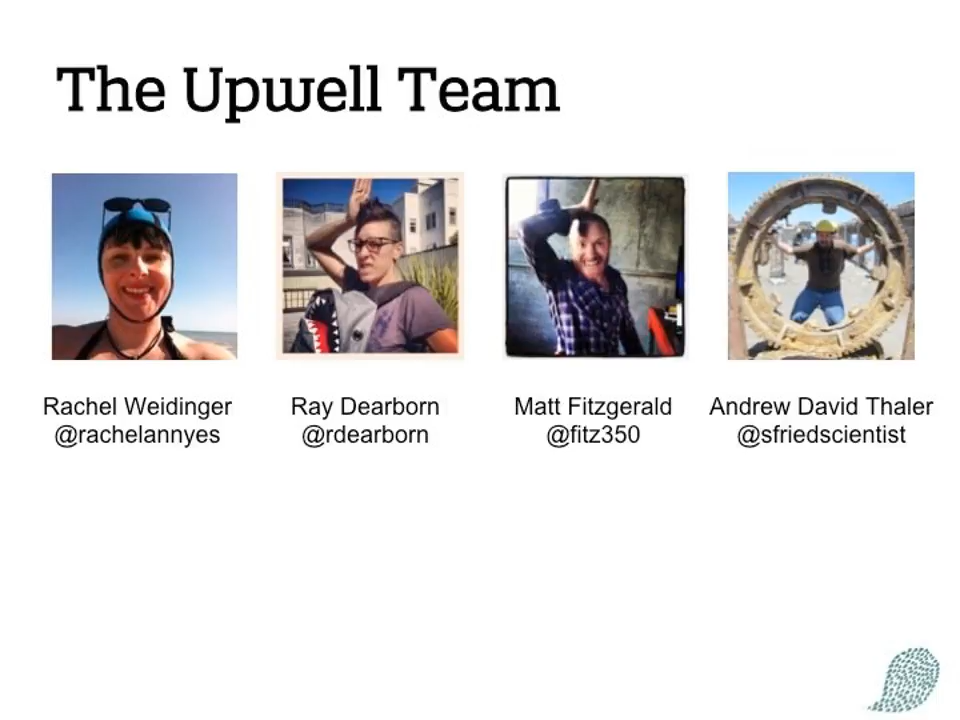 The Upwell Team
Rachel Weidinger
@rachelannyes
Ray Dearborn
@rdearborn
Matt Fitzgerald
@fitz350
Andrew David Thaler
@sfriedscientist